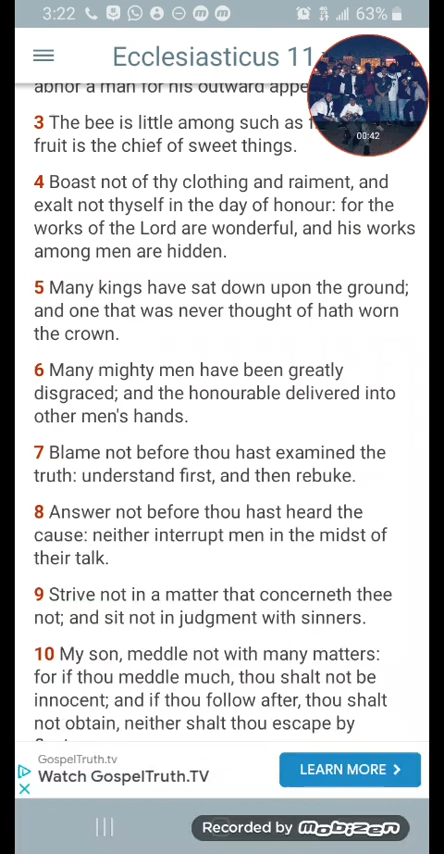 3:22
63%
Ecclesiasticus 11
00:42
abhor a man for his outward appe
3 The bee is little among such as
fruit is the chief of sweet things.
4 Boast not of thy clothing and raiment, and
exalt not thyself in the day of honour: for the
works of the Lord are wonderful, and his works
among men are hidden.
5 Many kings have sat down upon the ground;
and one that was never thought of hath worn
the crown.
6 Many mighty men have been greatly
disgraced; and the honourable delivered into
other men's hands.
7 Blame not before thou hast examined the
truth: understand first, and then rebuke.
8 Answer not before thou hast heard the
cause: neither interrupt men in the midst of
their talk.
9 Strive not in a matter that concerneth thee
not; and sit not in judgment with sinners.
10 My son, meddle not with many matters:
for if thou meddle much, thou shalt not be
innocent; and if thou follow after, thou shalt
not obtain, neither shalt thou escape by
GospelTruth.tv
Watch GospelTruth.TV
LEARN MORE
Recorded by Mobizen